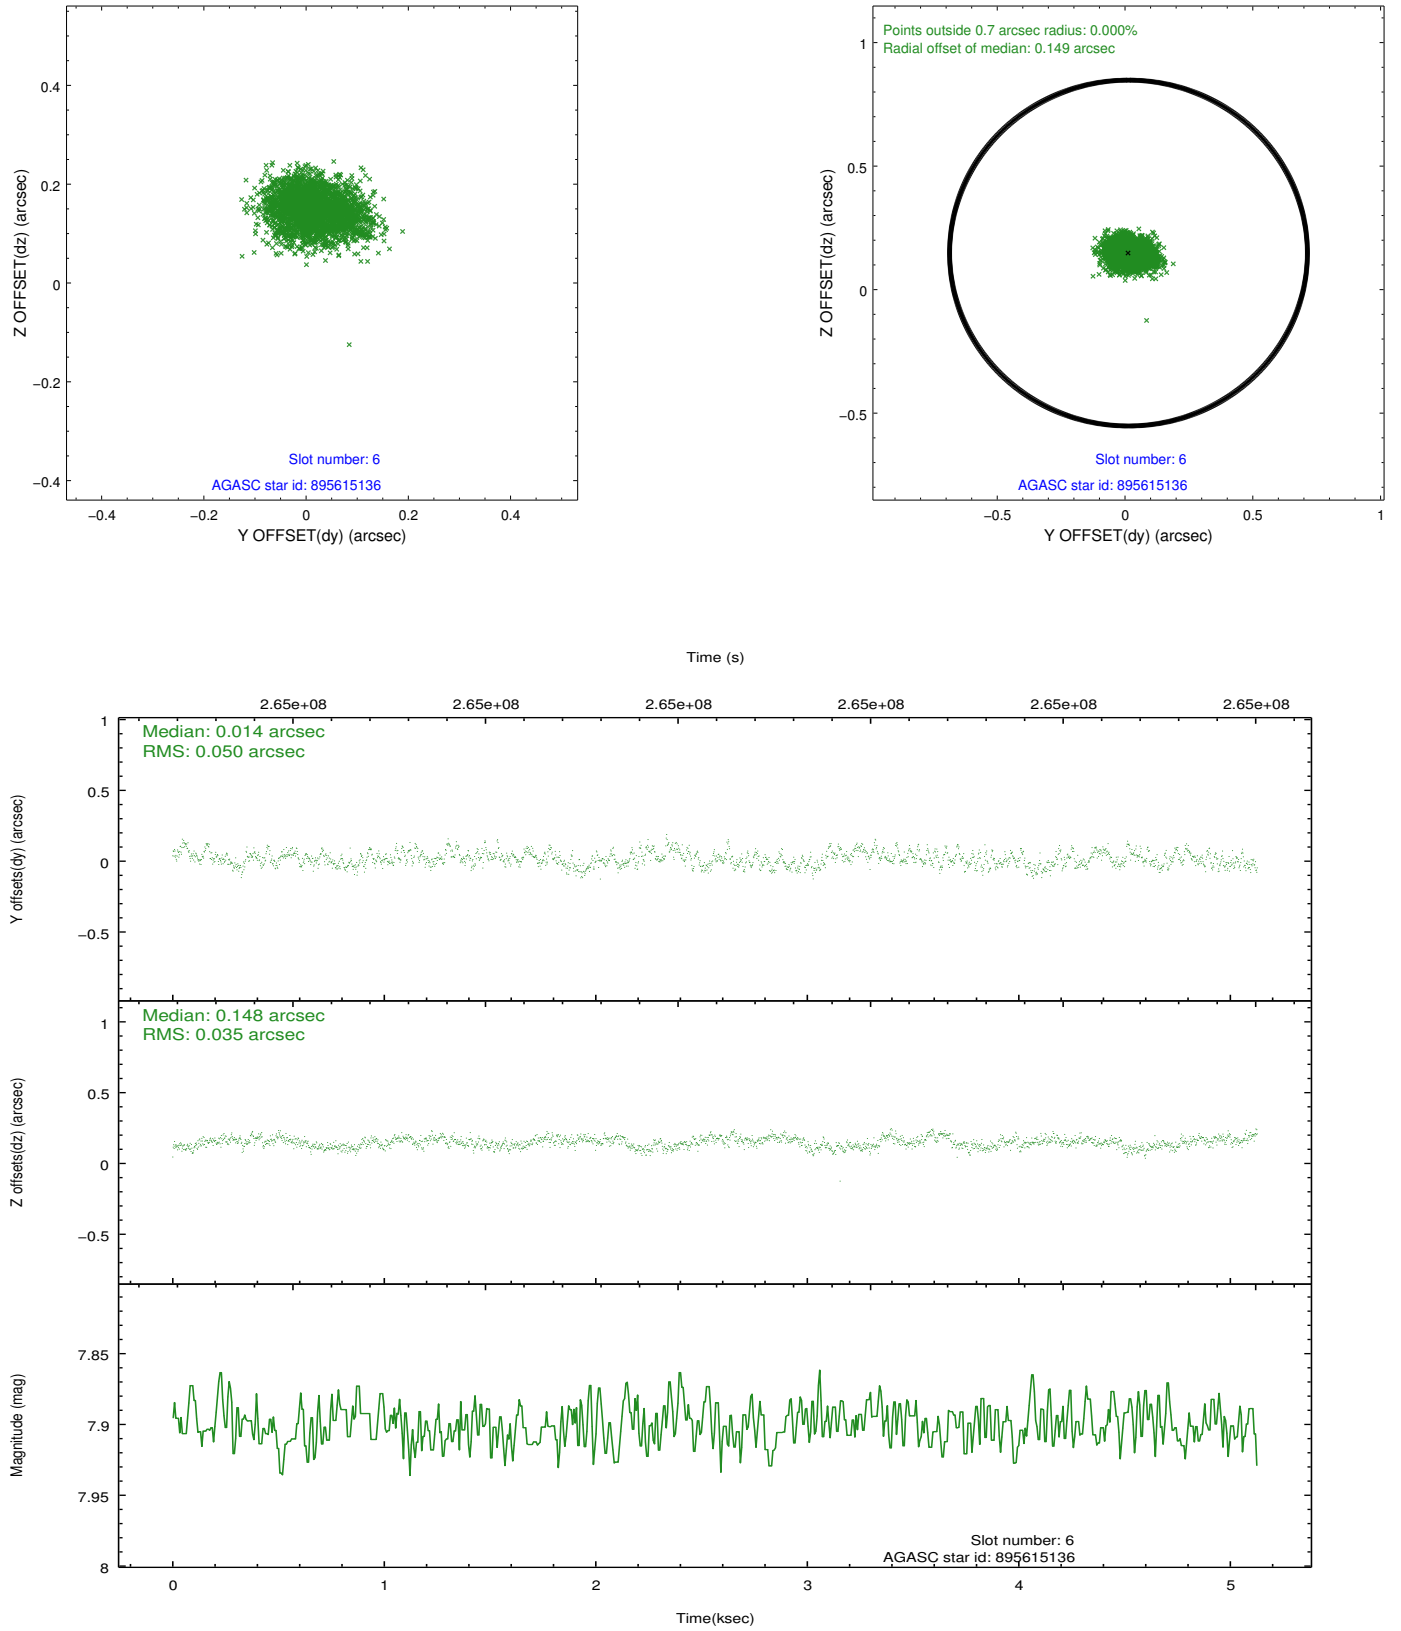 0.4
0.2
0
−0.2
−0.4
Z OFFSET(dz) (arcsec)
Slot number: 6
AGASC star id: 895615136
−0.4 −0.2 0 0.2 0.4
Y OFFSET(dy) (arcsec)
Points outside 0.7 arcsec radius: 0.000%
Radial offset of median: 0.149 arcsec
1
0.5
0
−0.5
Z OFFSET(dz) (arcsec)
Slot number: 6
AGASC star id: 895615136
−0.5 0 0.5 1
Y OFFSET(dy) (arcsec)
Time (s)
2.65e+08 2.65e+08 2.65e+08 2.65e+08 2.65e+08 2.65e+08
Median: 0.014 arcsec
RMS: 0.050 arcsec
1
0.5
0
−0.5
Y offsets(dy) (arcsec)
Median: 0.148 arcsec
RMS: 0.035 arcsec
1
0.5
0
−0.5
Z offsets(dz) (arcsec)
7.85
7.9
7.95
8
Magnitude (mag)
Slot number: 6
AGASC star id: 895615136
0 1 2 3 4 5
Time(ksec)